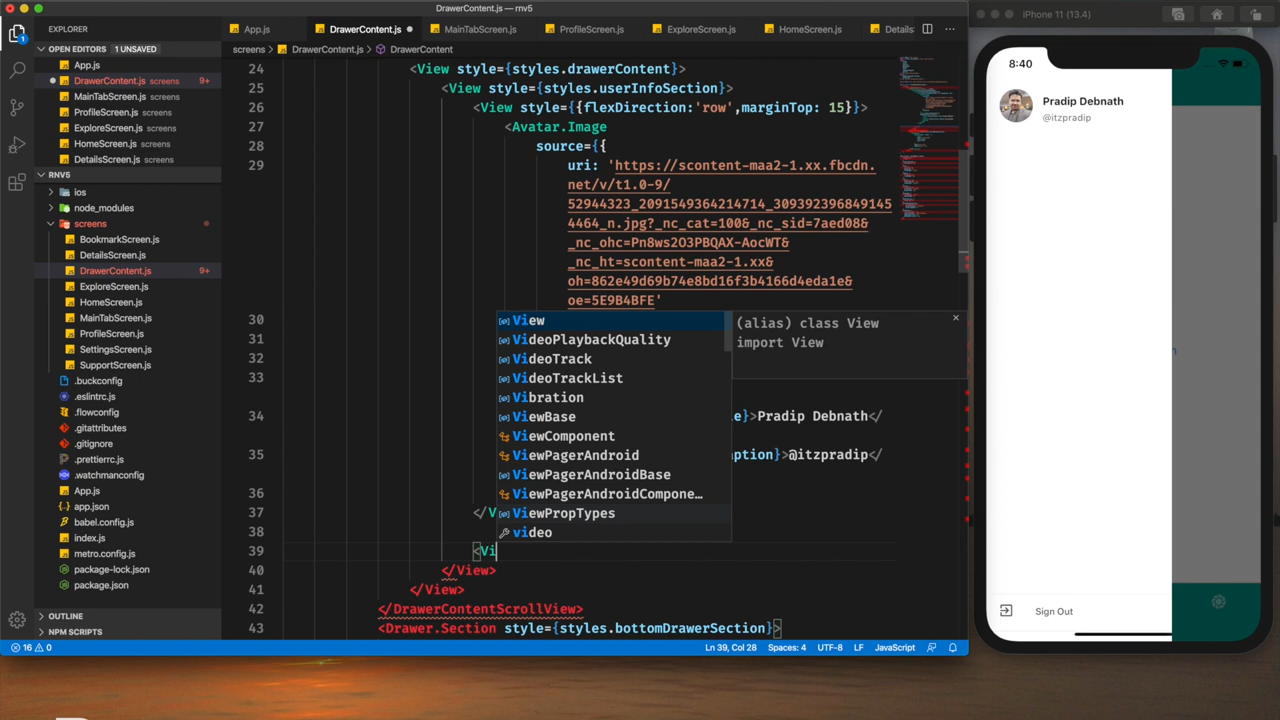 DrawerContent.js — rnv5
iPhone 11 (13.4)
EXPLORER
App.js
DrawerContent.js
MainTabScreen.js
ProfileScreen.js
ExploreScreen.js
HomeScreen.js
Details
OPEN EDITORS 1 UNSAVED
screens > DrawerContent.js > DrawerContent
App.js
DrawerContent.js screens 9+
MainTabScreen.js screens
ProfileScreen.js screens
ExploreScreen.js screens
HomeScreen.js screens
DetailsScreen.js screens
RNV5
ios
node_modules
screens
BookmarkScreen.js
DetailsScreen.js
DrawerContent.js 9+
ExploreScreen.js
HomeScreen.js
MainTabScreen.js
ProfileScreen.js
SettingsScreen.js
SupportScreen.js
.buckconfig
.eslintrc.js
.flowconfig
.gitattributes
.gitignore
.prettierrc.js
.watchmanconfig
App.js
app.json
babel.config.js
index.js
metro.config.js
package-lock.json
package.json
OUTLINE
NPM SCRIPTS
1
24 <View style={styles.drawerContent}>
25 <View style={styles.userInfoSection}>
26 <View style={{flexDirection:'row',marginTop: 15}}>
27 <Avatar.Image
28 source={{
29 uri: 'https://scontent-maa2-1.xx.fbcdn.
net/v/t1.0-9/
52944323_2091549364214714_309392396849145
4464_n.jpg?_nc_cat=100&_nc_sid=7aed08&
_nc_ohc=Pn8ws2O3PBQAX-AocWT&
_nc_ht=scontent-maa2-1.xx&
oh=862e49d69b74e8bd16f3b4166d4eda1e&
oe=5E9B4BFE'
30
31
32
33
34 e}>Pradip Debnath</
35 aption}>@itzpradip</
36
37 </V
38
39 <Vi
40 </View>
41 </View>
42 </DrawerContentScrollView>
43 <Drawer.Section style={styles.bottomDrawerSection}>
View
VideoPlaybackQuality
VideoTrack
VideoTrackList
Vibration
ViewBase
ViewComponent
ViewPagerAndroid
ViewPagerAndroidBase
ViewPagerAndroidCompone…
ViewPropTypes
video
(alias) class View
import View
16 0
Ln 39, Col 28
Spaces: 4
UTF-8
LF
JavaScript
8:40
Pradip Debnath
@itzpradip
Sign Out